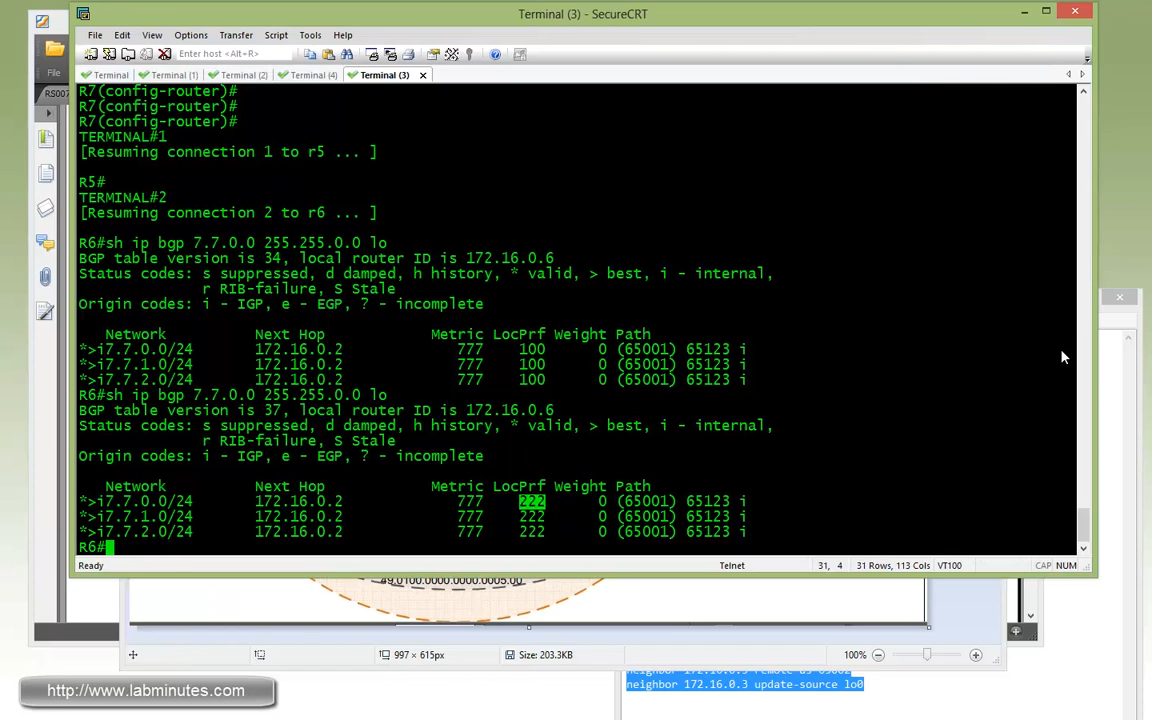 Terminal (3) - SecureCRT
File Edit View Options Transfer Script Tools Help
Enter host <Alt+R>
File
Terminal Terminal (1) Terminal (2) Terminal (4) Terminal (3)
RS007
R7(config-router)#
R7(config-router)#
R7(config-router)#
TERMINAL#1
[Resuming connection 1 to r5 ... ]
R5#
TERMINAL#2
[Resuming connection 2 to r6 ... ]
R6#sh ip bgp 7.7.0.0 255.255.0.0 lo
BGP table version is 34, local router ID is 172.16.0.6
Status codes: s suppressed, d damped, h history, * valid, > best, i - internal,
r RIB-failure, S Stale
Origin codes: i - IGP, e - EGP, ? - incomplete
Network Next Hop Metric LocPrf Weight Path
*>i7.7.0.0/24 172.16.0.2 777 100 0 (65001) 65123 i
*>i7.7.1.0/24 172.16.0.2 777 100 0 (65001) 65123 i
*>i7.7.2.0/24 172.16.0.2 777 100 0 (65001) 65123 i
R6#sh ip bgp 7.7.0.0 255.255.0.0 lo
BGP table version is 37, local router ID is 172.16.0.6
Status codes: s suppressed, d damped, h history, * valid, > best, i - internal,
r RIB-failure, S Stale
Origin codes: i - IGP, e - EGP, ? - incomplete
Network Next Hop Metric LocPrf Weight Path
*>i7.7.0.0/24 172.16.0.2 777 222 0 (65001) 65123 i
*>i7.7.1.0/24 172.16.0.2 777 222 0 (65001) 65123 i
*>i7.7.2.0/24 172.16.0.2 777 222 0 (65001) 65123 i
R6#
Ready Telnet 31, 4 31 Rows, 113 Cols VT100 CAP NUM
49.0100.0000.0000.0005.00
997 × 615px Size: 203.3KB 100%
neighbor 172.16.0.3 update-source lo0
http://www.labminutes.com